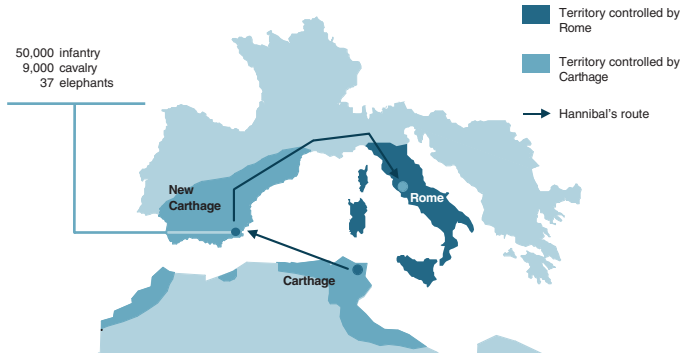 Territory controlled by
Rome
50,000 infantry
9,000 cavalry
37 elephants
Territory controlled by
Carthage
Hannibal's route
New
Carthage
Rome
Carthage